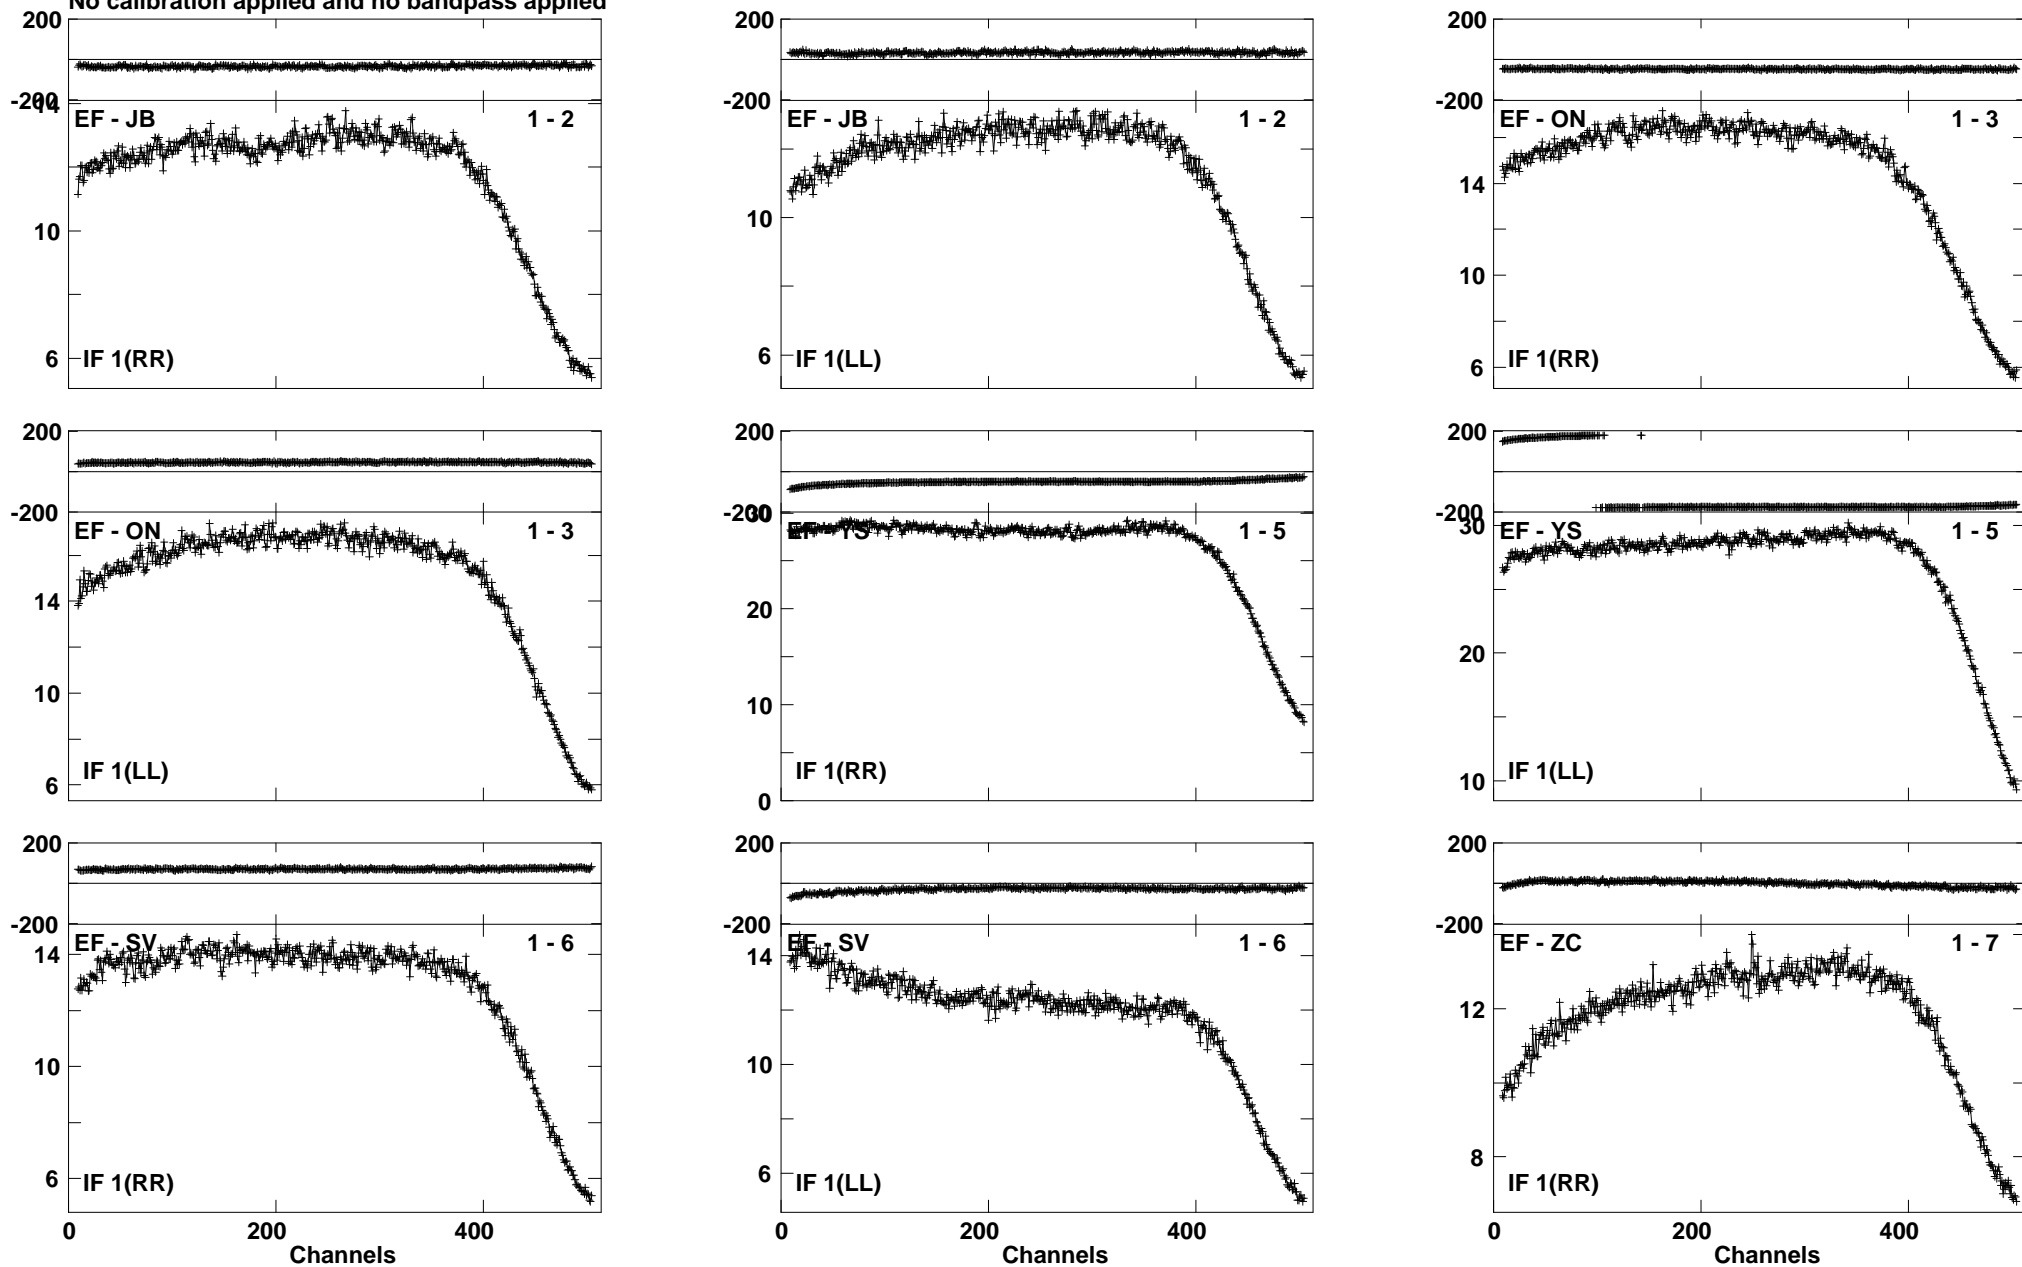 No calibration applied and no bandpass applied
200 200 200
-200 -200 -200
14
EF - JB 1 - 2 EF - JB 1 - 2 EF - ON 1 - 3
14
10 10 10
6 6 6
IF 1(RR) IF 1(LL) IF 1(RR)
200 200 200
-200 -200 -200
30 30
EF - ON 1 - 3 EF - YS 1 - 5 EF - YS 1 - 5
14 20 20
10 10 10
6 0
IF 1(LL) IF 1(RR) IF 1(LL)
200 200 200
-200 -200 -200
EF - SV 1 - 6 EF - SV 1 - 6 EF - ZC 1 - 7
14 14 12
10 10 8
6 6
IF 1(RR) IF 1(LL) IF 1(RR)
0 200 400 0 200 400 0 200 400
Channels Channels Channels